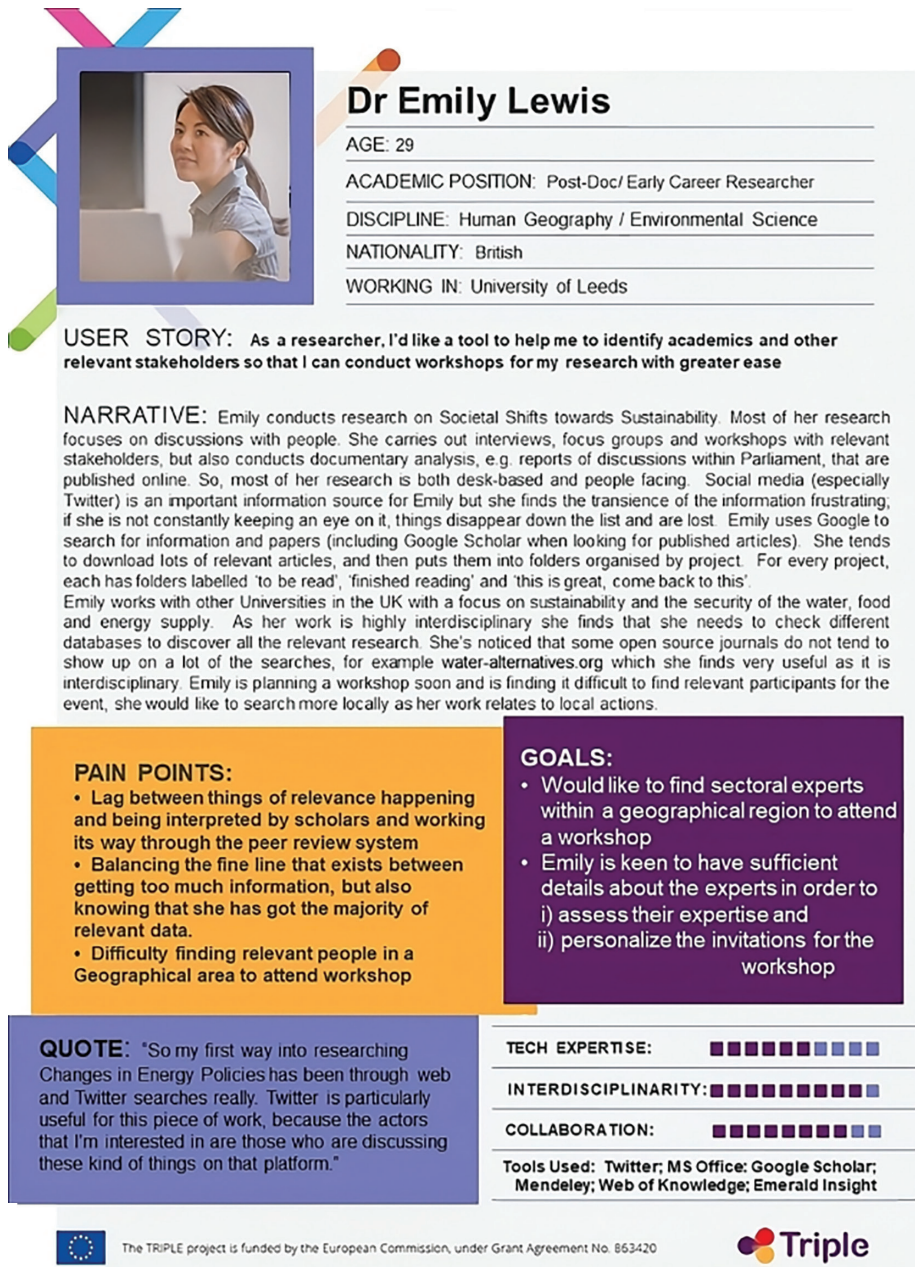 Dr Emily Lewis
AGE: 29
ACADEMIC POSITION: Post-Doc/ Early Career Researcher
DISCIPLINE: Human Geography / Environmental Science
NATIONALITY: British
WORKING IN: University of Leeds
USER STORY: As a researcher, I'd like a tool to help me to identify academics and other
relevant stakeholders so that I can conduct workshops for my research with greater ease
NARRATIVE: Emily conducts research on Societal Shifts towards Sustainability. Most of her research
focuses on discussions with people. She carries out interviews, focus groups and workshops with relevant
stakeholders, but also conducts documentary analysis, e.g. reports of discussions within Parliament, that are
published online. So, most of her research is both desk-based and people facing. Social media (especially
Twitter) is an important information source for Emily but she finds the transience of the information frustrating;
if she is not constantly keeping an eye on it, things disappear down the list and are lost. Emily uses Google to
search for information and papers (including Google Scholar when looking for published articles). She tends
to download lots of relevant articles, and then puts them into folders organised by project. For every project,
each has folders labelled 'to be read', 'finished reading' and 'this is great, come back to this'.
Emily works with other Universities in the UK with a focus on sustainability and the security of the water, food
and energy supply. As her work is highly interdisciplinary she finds that she needs to check different
databases to discover all the relevant research. She's noticed that some open source journals do not tend to
show up on a lot of the searches, for example water-alternatives.org which she finds very useful as it is
interdisciplinary. Emily is planning a workshop soon and is finding it difficult to find relevant participants for the
event, she would like to search more locally as her work relates to local actions.
PAIN POINTS:
• Lag between things of relevance happening
and being interpreted by scholars and working
its way through the peer review system
• Balancing the fine line that exists between
getting too much information, but also
knowing that she has got the majority of
relevant data.
• Difficulty finding relevant people in a
Geographical area to attend workshop
GOALS:
• Would like to find sectoral experts
within a geographical region to attend
a workshop
• Emily is keen to have sufficient
details about the experts in order to
i) assess their expertise and
ii) personalize the invitations for the
workshop
QUOTE: "So my first way into researching
Changes in Energy Policies has been through web
and Twitter searches really. Twitter is particularly
useful for this piece of work, because the actors
that I'm interested in are those who are discussing
these kind of things on that platform."
TECH EXPERTISE:
INTERDISCIPLINARITY:
COLLABORATION:
Tools Used: Twitter; MS Office: Google Scholar;
Mendeley; Web of Knowledge; Emerald Insight
The TRIPLE project is funded by the European Commission, under Grant Agreement No. 863420
Triple